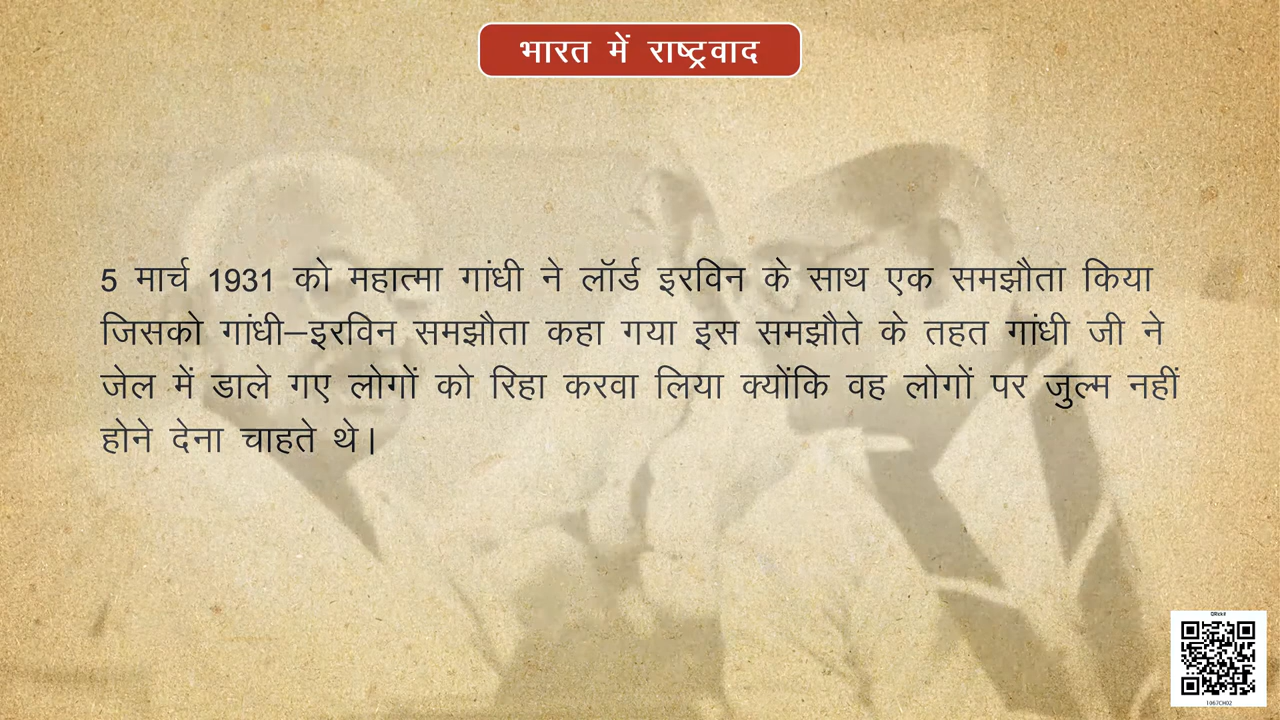 भारत में राष्ट्रवाद
5 मार्च 1931 को महात्मा गांधी ने लॉर्ड इरविन के साथ एक समझौता किया
जिसको गांधी–इरविन समझौता कहा गया इस समझौते के तहत गांधी जी ने
जेल में डाले गए लोगों को रिहा करवा लिया क्योंकि वह लोगों पर जुल्म नहीं
होने देना चाहते थे।
1067CH02